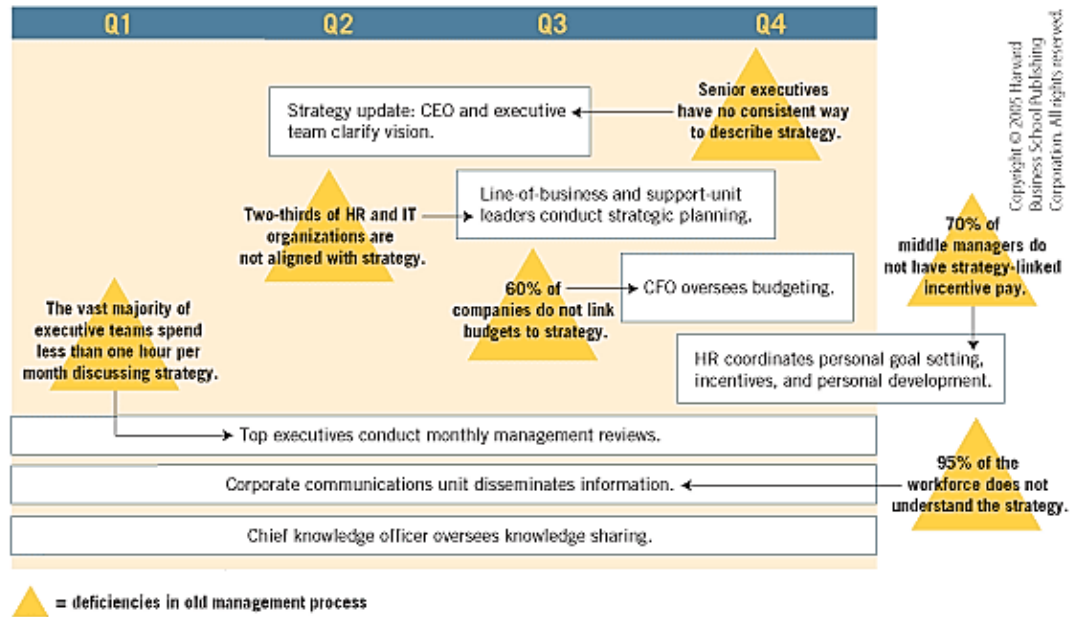 Q1 Q2 Q3 Q4
Senior executives
have no consistent way
to describe strategy.
Strategy update: CEO and executive
team clarify vision.
Copyright © 2005 Harvard
Business School Publishing
Corporation. All rights reserved.
Two-thirds of HR and IT
organizations are
not aligned with strategy.
Line-of-business and support-unit
leaders conduct strategic planning.
70% of
middle managers do
not have strategy-linked
incentive pay.
60% of
companies do not link
budgets to strategy.
CFO oversees budgeting.
The vast majority of
executive teams spend
less than one hour per
month discussing strategy.
HR coordinates personal goal setting,
incentives, and personal development.
Top executives conduct monthly management reviews.
95% of the
workforce does not
understand the strategy.
Corporate communications unit disseminates information.
Chief knowledge officer oversees knowledge sharing.
= deficiencies in old management process